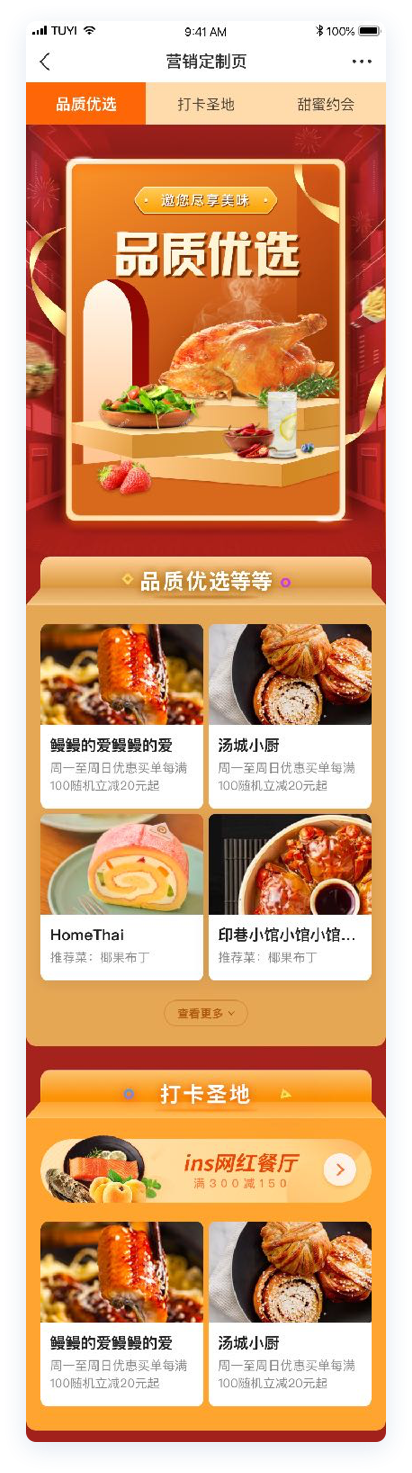 TUYI
9:41 AM
100%
营销定制页
品质优选
打卡圣地
甜蜜约会
邀您尽享美味
品质优选
品质优选等等
鳗鳗的爱鳗鳗的爱
周一至周日优惠买单每满
100随机立减20元起
汤城小厨
周一至周日优惠买单每满
100随机立减20元起
HomeThai
推荐菜：椰果布丁
印巷小馆小馆小馆...
推荐菜：椰果布丁
查看更多
打卡圣地
ins网红餐厅
满300减150
鳗鳗的爱鳗鳗的爱
周一至周日优惠买单每满
100随机立减20元起
汤城小厨
周一至周日优惠买单每满
100随机立减20元起